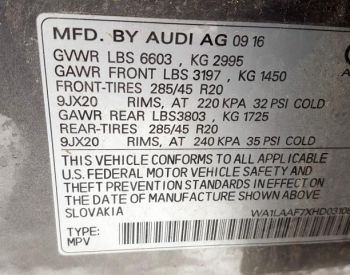 MFD. BY AUDI AG 09 16
GVWR LBS 6603 , KG 2995
GAWR FRONT LBS 3197 , KG 1450
FRONT-TIRES 285/45 R20
9JX20 RIMS, AT 220 KPA 32 PSI COLD
GAWR REAR LBS3803 , KG 1725
REAR-TIRES 285/45 R20
9JX20 RIMS, AT 240 KPA 35 PSI COLD
THIS VEHICLE CONFORMS TO ALL APPLICABLE
U.S. FEDERAL MOTOR VEHICLE SAFETY
STANDARDS IN EFFECT ON
THE DATE OF MANUFACTURE SHOWN ABOVE.
SLOVAKIA
TYPE:
MPV